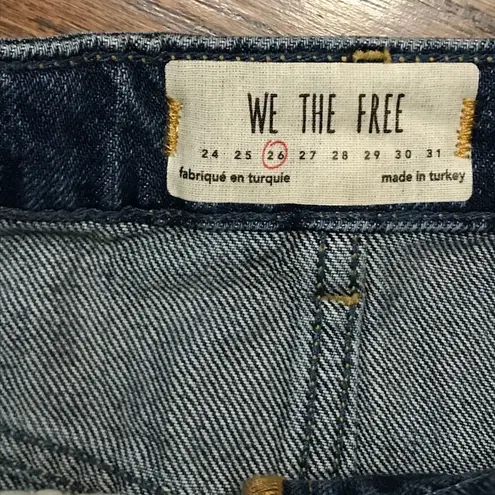 WE THE FREE
24 25 26 27 28 29 30 31
fabriqué en turquie made in turkey